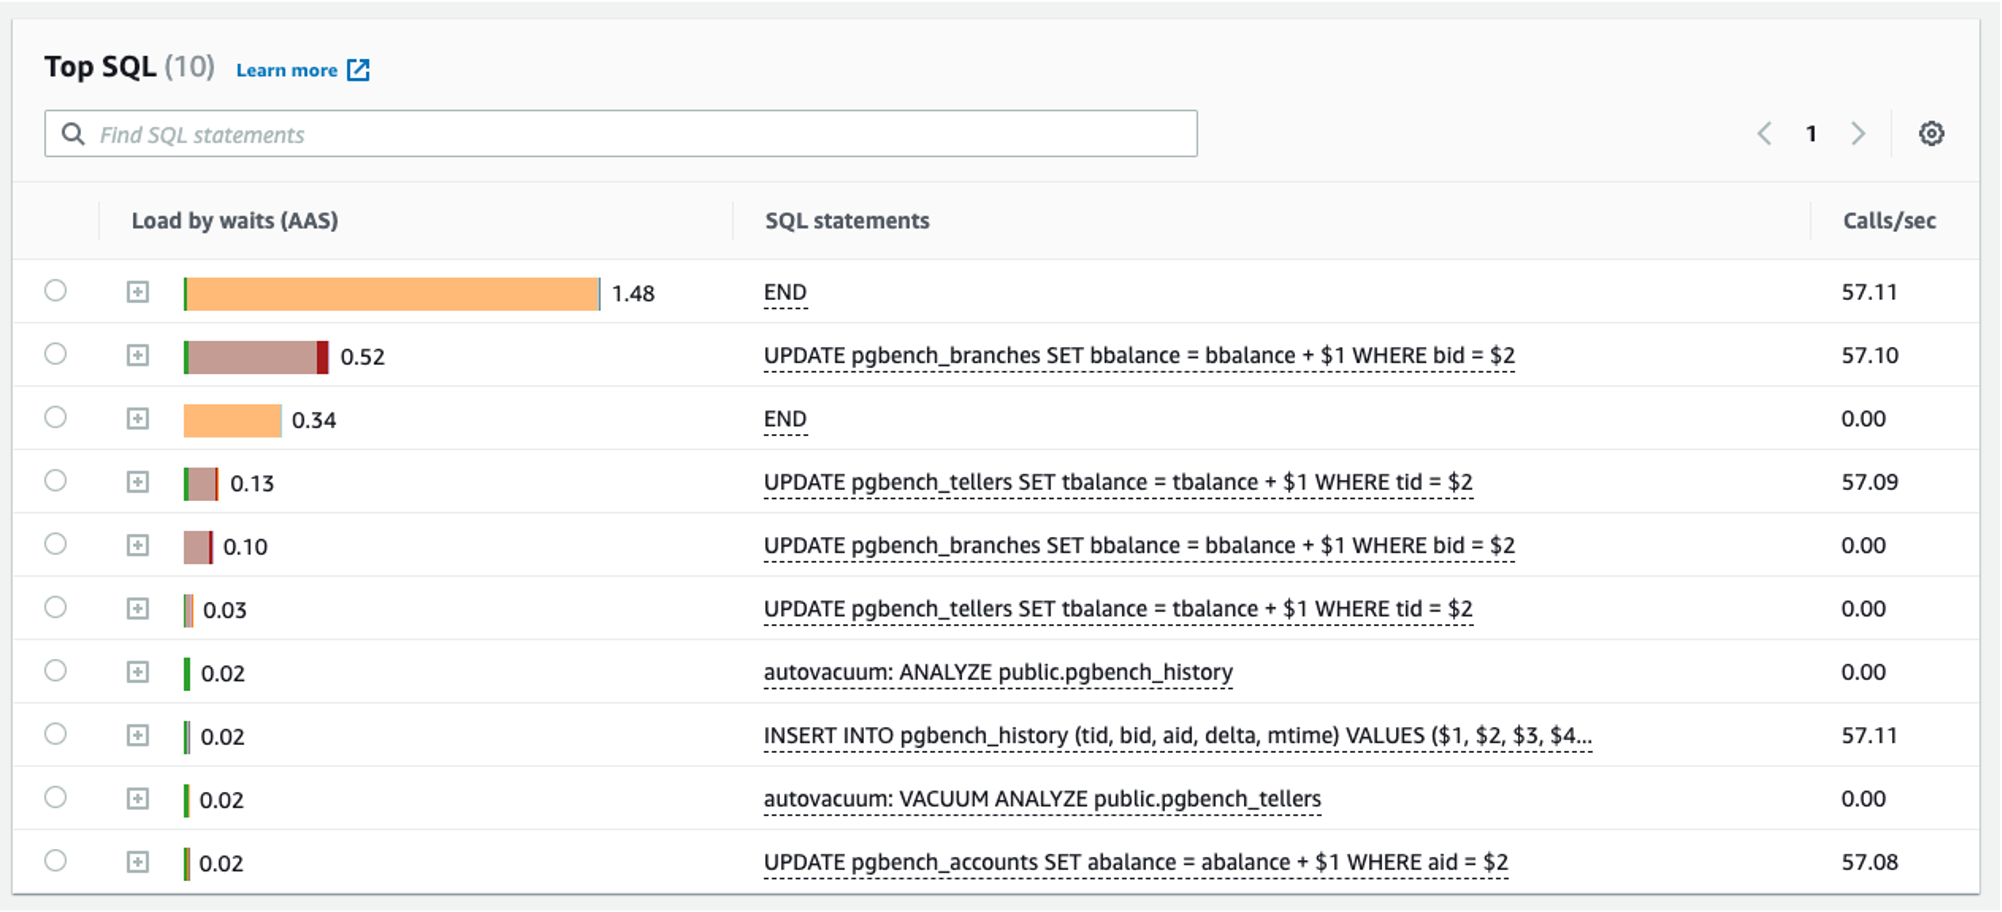 Top SQL (10) Learn more
Find SQL statements
1
Load by waits (AAS) SQL statements Calls/sec
1.48 END 57.11
0.52 UPDATE pgbench_branches SET bbalance = bbalance + $1 WHERE bid = $2 57.10
0.34 END 0.00
0.13 UPDATE pgbench_tellers SET tbalance = tbalance + $1 WHERE tid = $2 57.09
0.10 UPDATE pgbench_branches SET bbalance = bbalance + $1 WHERE bid = $2 0.00
0.03 UPDATE pgbench_tellers SET tbalance = tbalance + $1 WHERE tid = $2 0.00
0.02 autovacuum: ANALYZE public.pgbench_history 0.00
0.02 INSERT INTO pgbench_history (tid, bid, aid, delta, mtime) VALUES ($1, $2, $3, $4... 57.11
0.02 autovacuum: VACUUM ANALYZE public.pgbench_tellers 0.00
0.02 UPDATE pgbench_accounts SET abalance = abalance + $1 WHERE aid = $2 57.08